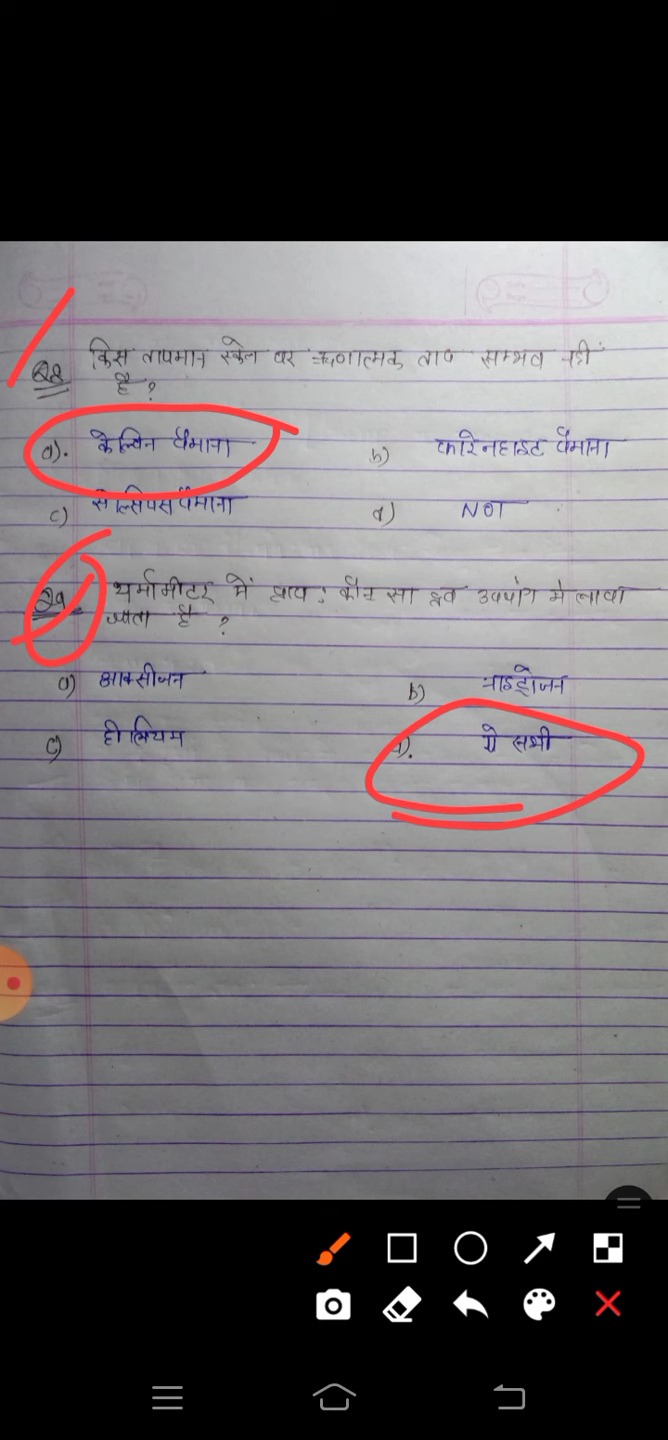 Q8 किस तापमान स्केल पर ऋणात्मक ताप सम्भव नहीं
है ?
a). केल्विन पैमाना b) फारेनहाइट पैमाना
c) सेल्सियस पैमाना d) NOT
Q9. थर्मामीटर में प्राय: कौन सा द्रव उपयोग मे लाया
जाता है ?
a) आक्सीजन b) नाइट्रोजन
c) हीलियम d). ये सभी